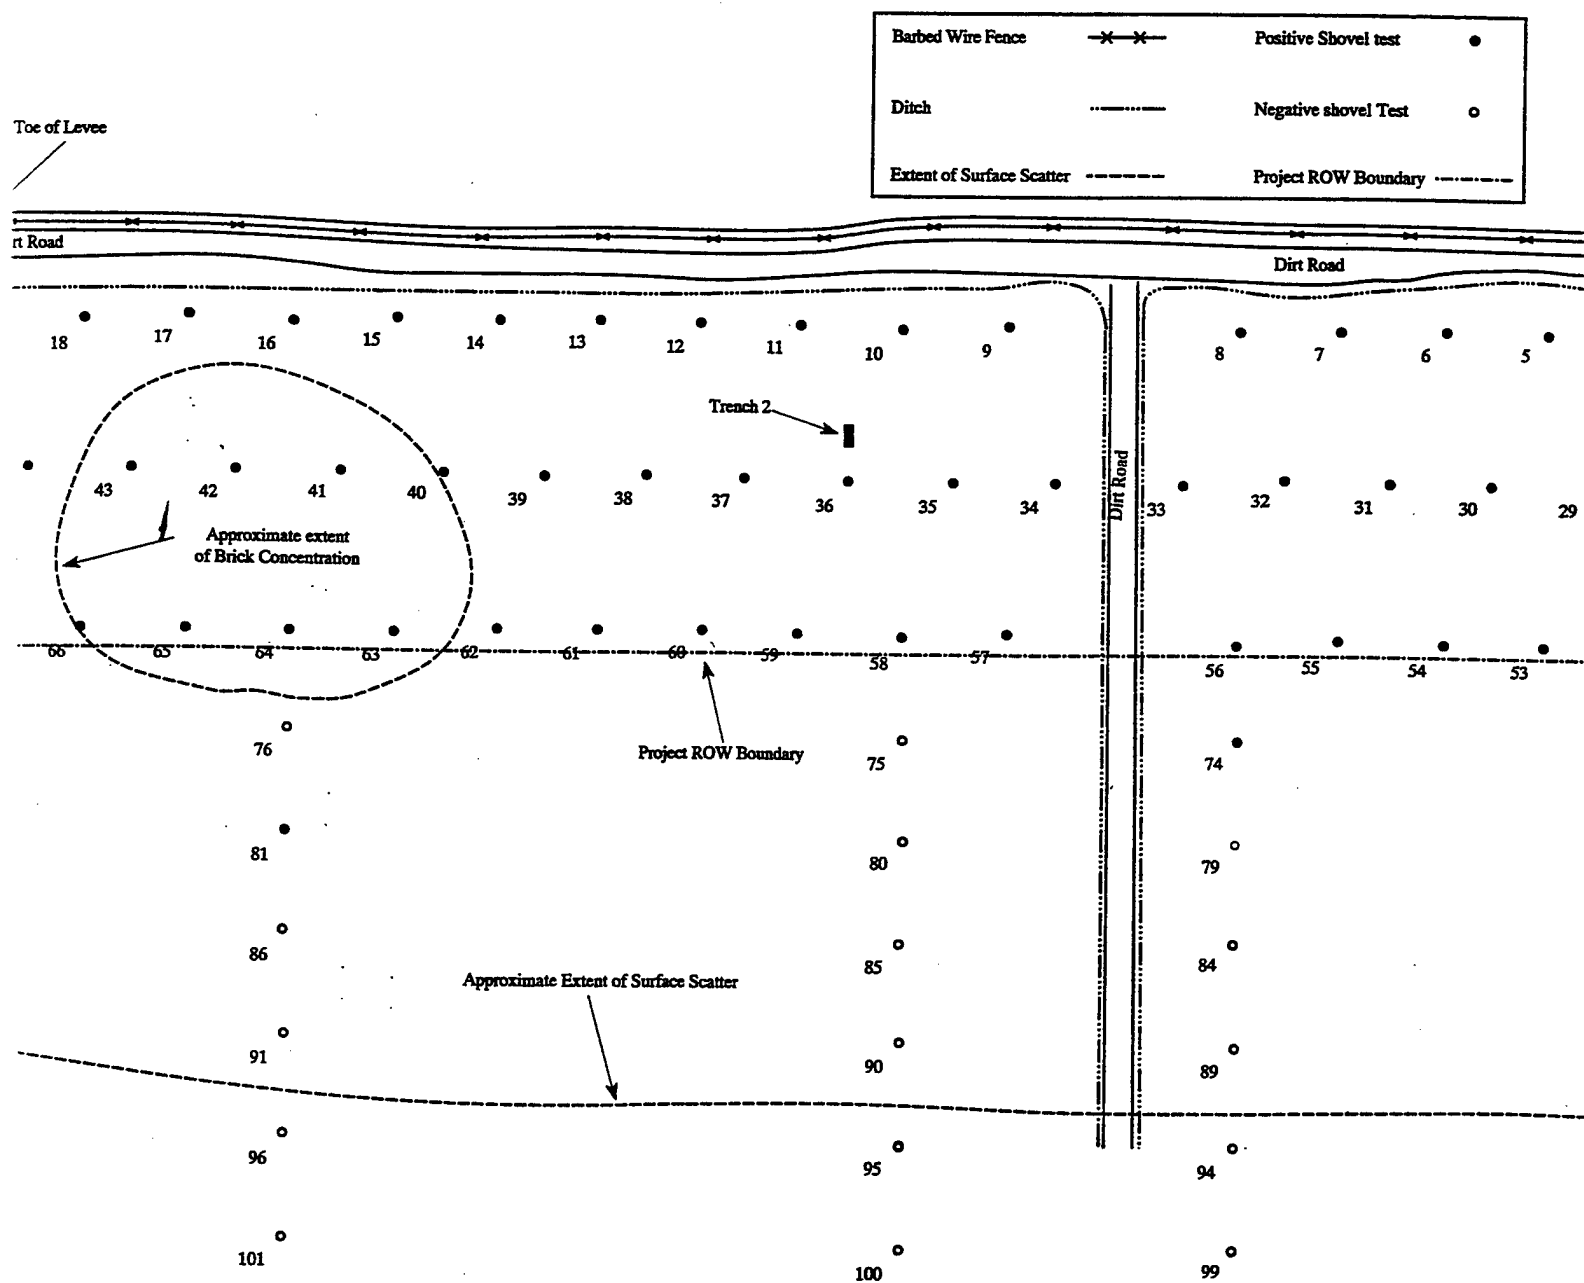 Barbed Wire Fence Positive Shovel test
Ditch Negative shovel Test
Extent of Surface Scatter Project ROW Boundary
Toe of Levee
rt Road
Dirt Road
18 17 16 15 14 13 12 11 10 9 8 7 6 5
Trench 2
Dirt Road
43 42 41 40 39 38 37 36 35 34 33 32 31 30 29
Approximate extent
of Brick Concentration
66 65 64 63 62 61 60 59 58 57 56 55 54 53
Project ROW Boundary
76 75 74
81 80 79
86 85 84
Approximate Extent of Surface Scatter
91 90 89
96 95 94
101 100 99